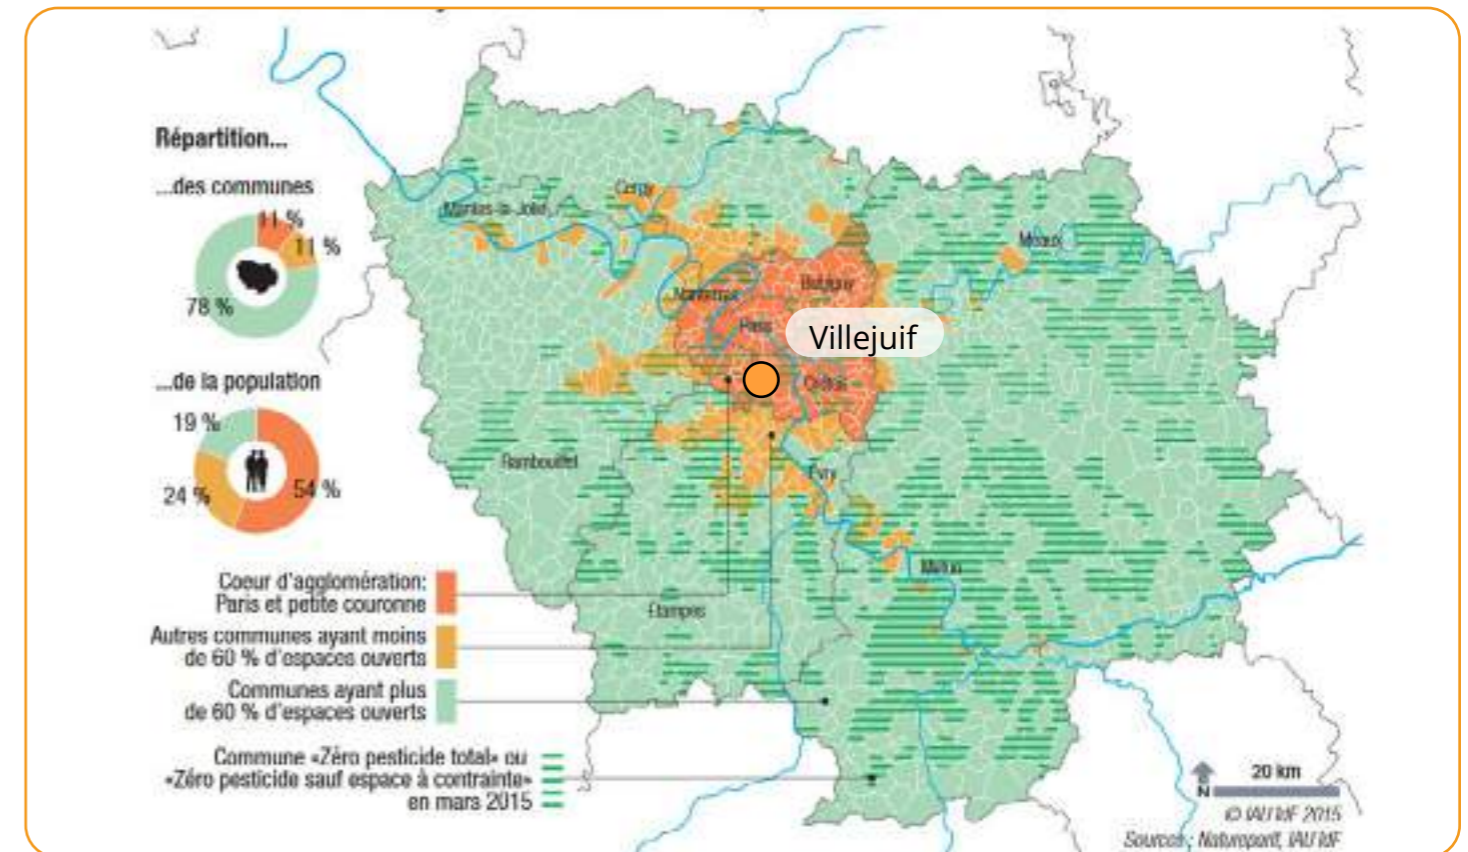 Répartition...
...des communes
11 %
11 %
78 %
...de la population
19 %
24 %
54 %
Cergy
Mantes-la-Jolie
Meaux
Nanterre
Bobigny
Paris
Villejuif
Créteil
Rambouillet
Evry
Melun
Etampes
Coeur d'agglomération:
Paris et petite couronne
Autres communes ayant moins
de 60 % d'espaces ouverts
Communes ayant plus
de 60 % d'espaces ouverts
Commune «Zéro pesticide total» ou
«Zéro pesticide sauf espace à contrainte»
en mars 2015
N
20 km
© IAU îdF 2015
Sources : Natureparif, IAU îdF